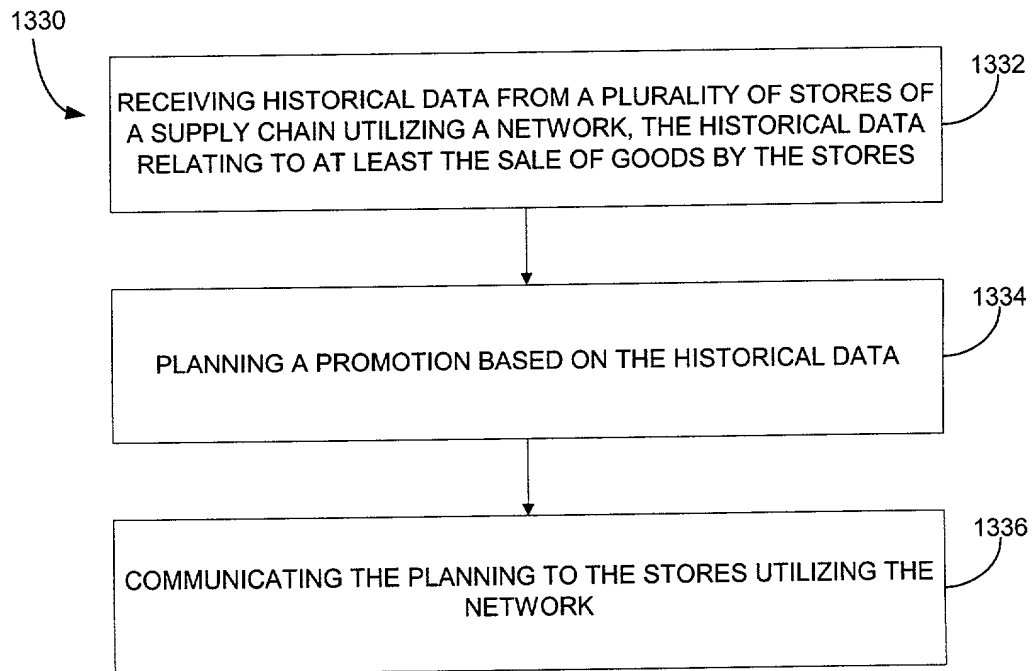 1330
1332
RECEIVING HISTORICAL DATA FROM A PLURALITY OF STORES OF
A SUPPLY CHAIN UTILIZING A NETWORK, THE HISTORICAL DATA
RELATING TO AT LEAST THE SALE OF GOODS BY THE STORES
1334
PLANNING A PROMOTION BASED ON THE HISTORICAL DATA
1336
COMMUNICATING THE PLANNING TO THE STORES UTILIZING THE
NETWORK